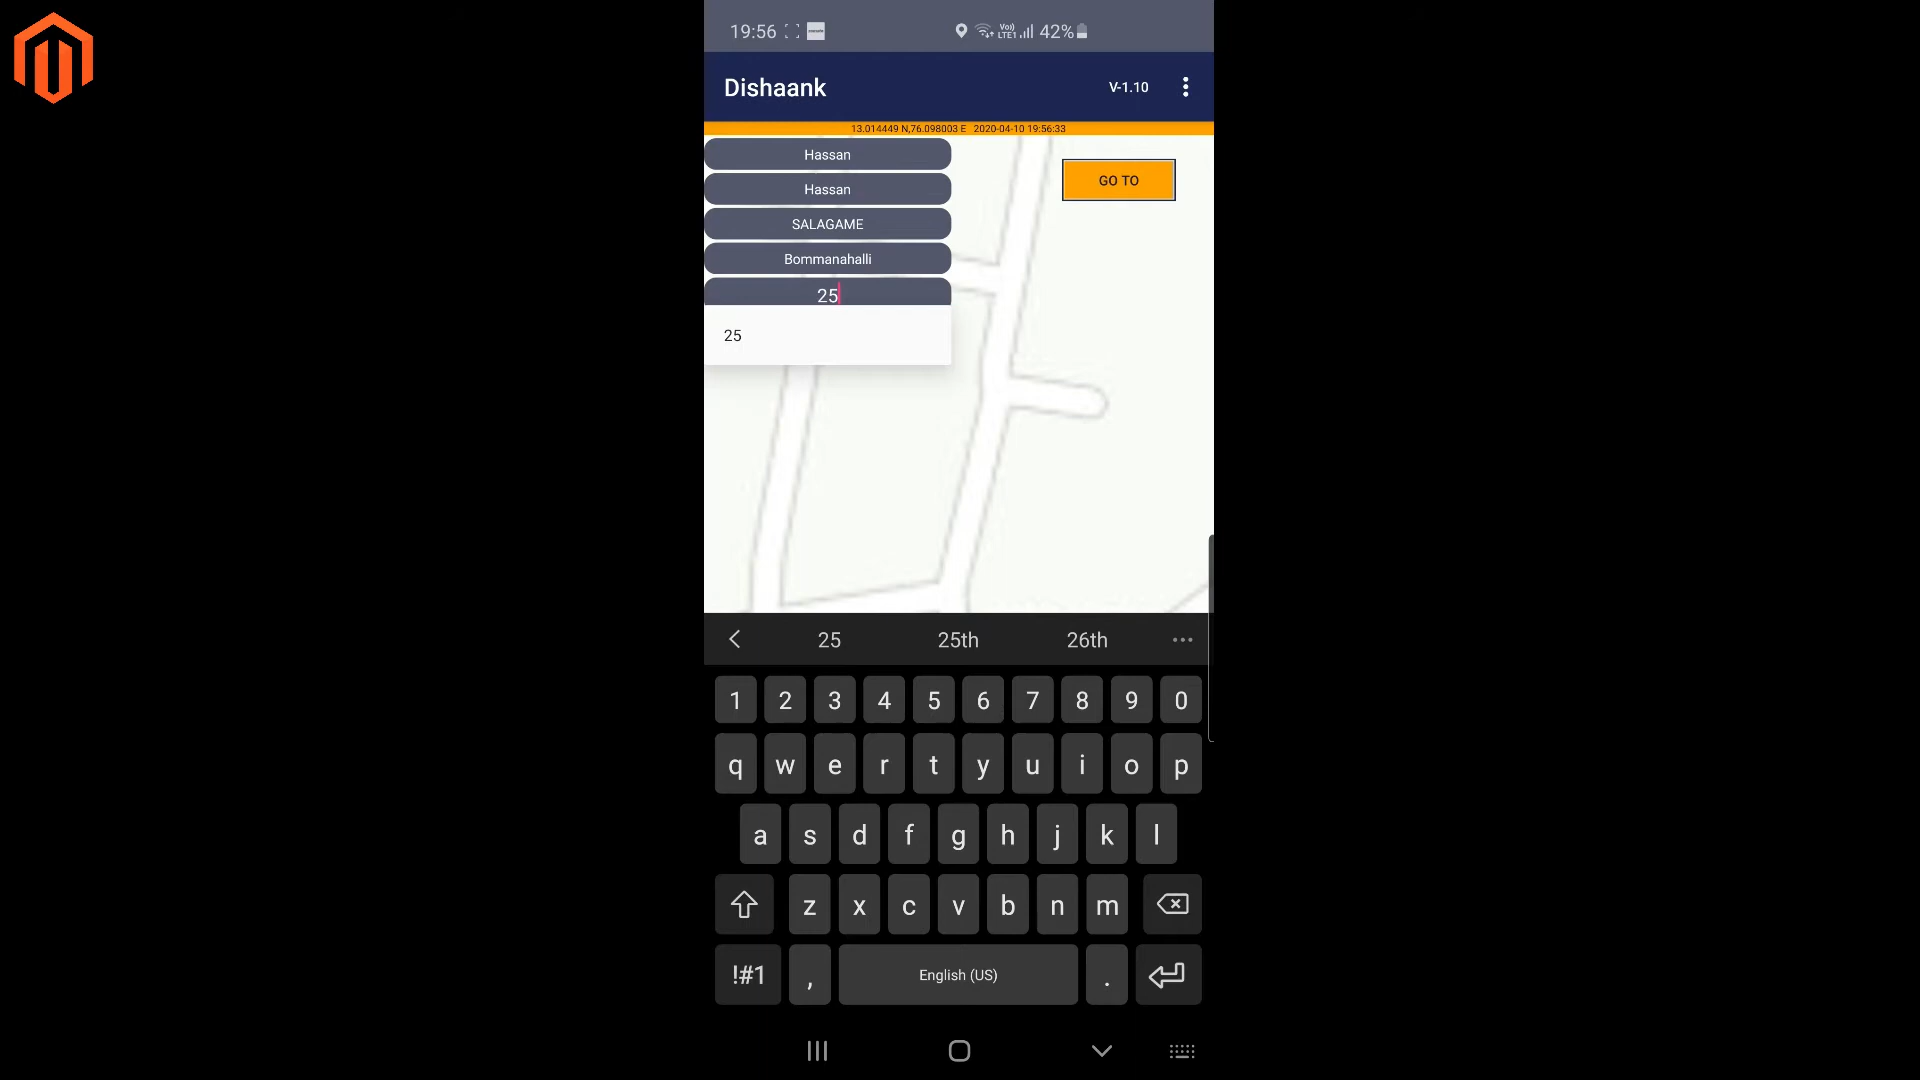 19:56 Vo)) LTE1 42%
Dishaank V-1.10
13.014449 N,76.098003 E 2020-04-10 19:56:33
Hassan
GO TO
Hassan
SALAGAME
Bommanahalli
25
25
25 25th 26th
1 2 3 4 5 6 7 8 9 0
q w e r t y u i o p
a s d f g h j k l
z x c v b n m
!#1 , English (US) .